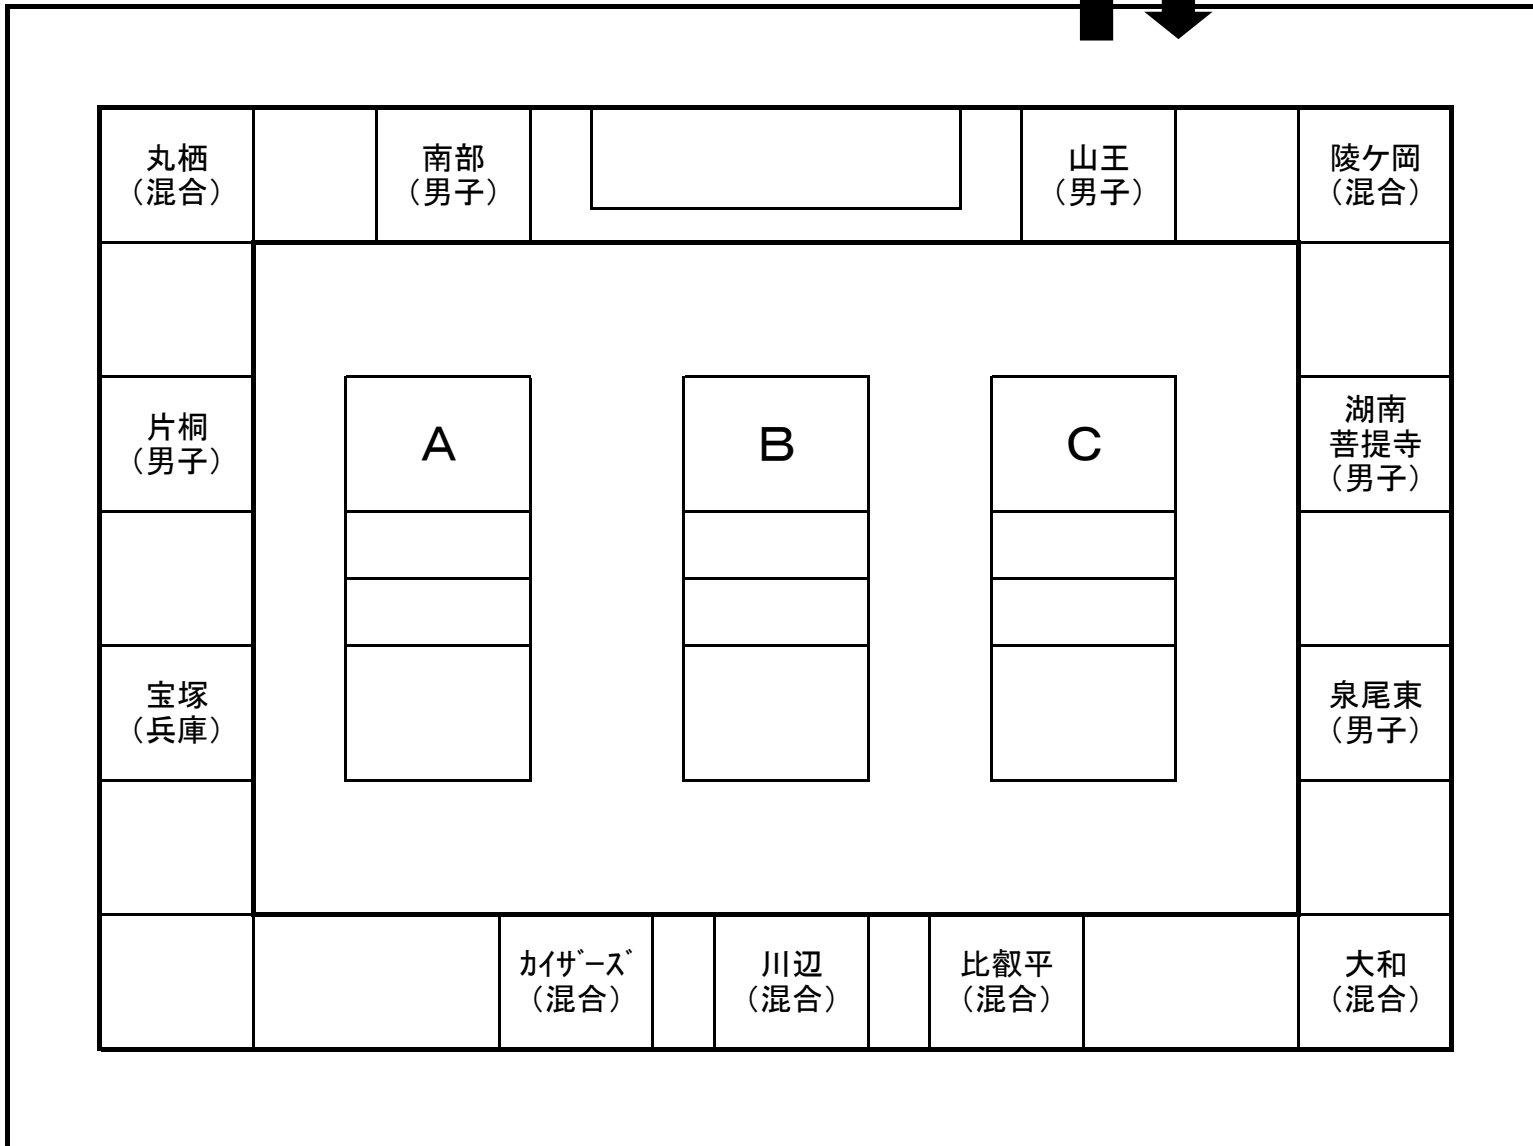 丸栖
（混合）
南部
（男子）
山王
（男子）
陵ケ岡
（混合）
片桐
（男子）
A
B
C
湖南
菩提寺
（男子）
宝塚
（兵庫）
泉尾東
（男子）
ｶｲｻﾞｰｽﾞ
（混合）
川辺
（混合）
比叡平
（混合）
大和
（混合）